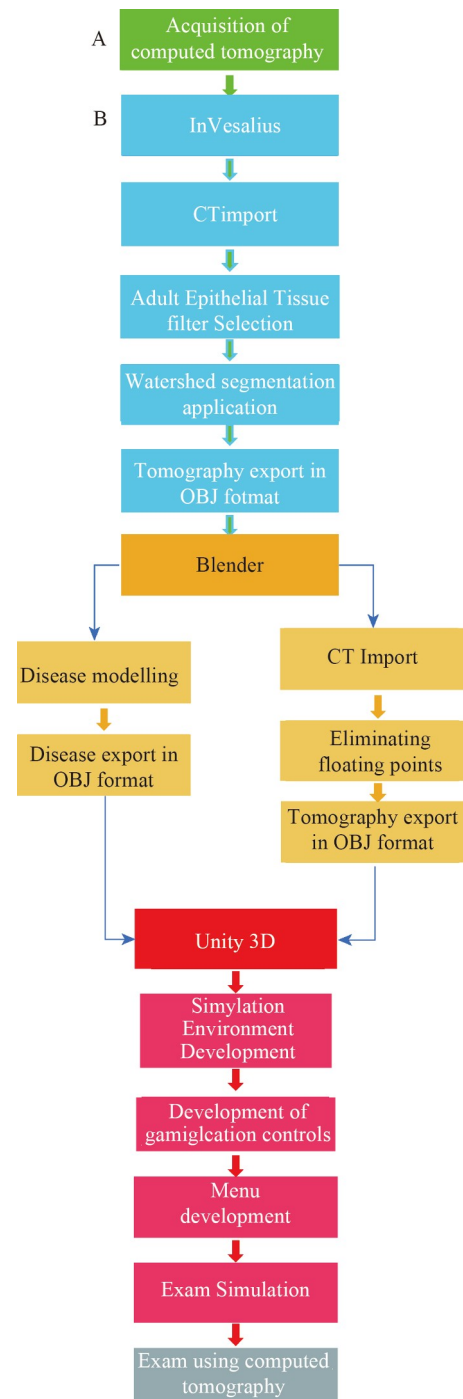 A
Acquisition of
computed tomography
B
InVesalius
CTimport
Adult Epithelial Tissue
filter Selection
Watershed segmentation
application
Tomography export in
OBJ fotmat
Blender
Disease modelling
Disease export in
OBJ format
CT Import
Eliminating
floating points
Tomography export
in OBJ format
Unity 3D
Simylation
Environment
Development
Development of
gamiglcation controls
Menu
development
Exam Simulation
Exam using computed
tomography